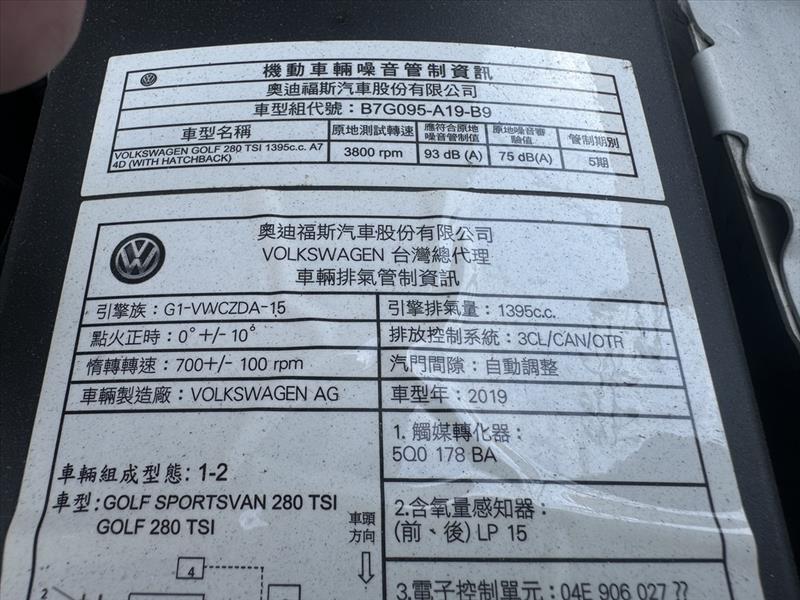 機動車輛噪音管制資訊
奧迪福斯汽車股份有限公司
車型組代號：B7G095-A19-B9
車型名稱 原地測試轉速 應符合原地噪音管制值 原地噪音審驗值 管制期別
VOLKSWAGEN GOLF 280 TSI 1395c.c. A7
4D (WITH HATCHBACK) 3800 rpm 93 dB (A) 75 dB(A) 5期
奧迪福斯汽車股份有限公司
VOLKSWAGEN 台灣總代理
車輛排氣管制資訊
引擎族：G1-VWCZDA-15 引擎排氣量：1395c.c.
點火正時：0°+/- 10° 排放控制系統：3CL/CAN/OTR
惰轉轉速：700+/- 100 rpm 汽門間隙：自動調整
車輛製造廠：VOLKSWAGEN AG 車型年：2019
車輛組成型態: 1-2
車型: GOLF SPORTSVAN 280 TSI
GOLF 280 TSI
車頭
方向
4
2
1. 觸媒轉化器：
5Q0 178 BA
2.含氧量感知器：
(前、後) LP 15
3.電子控制單元：04E 906 027 ??